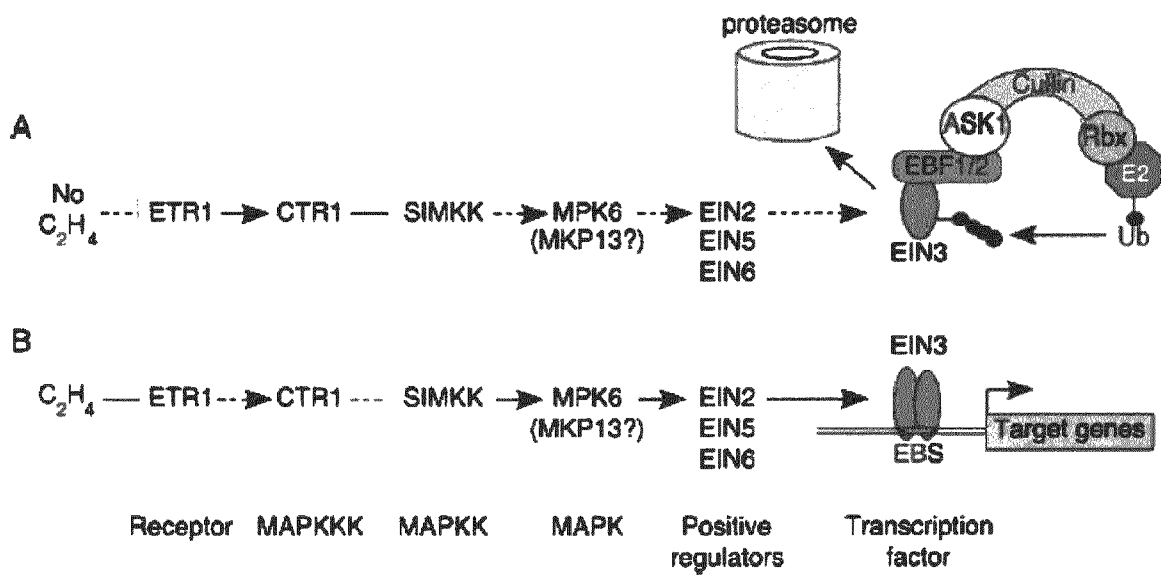 proteasome
Cullin
A
ASK1
Rbx
EBF1/2
E2
No
C2H4
ETR1
CTR1
SIMKK
MPK6
(MKP13?)
EIN2
EIN5
EIN6
EIN3
Ub
B
EIN3
C2H4
ETR1
CTR1
SIMKK
MPK6
(MKP13?)
EIN2
EIN5
EIN6
EBS
Target genes
Receptor
MAPKKK
MAPKK
MAPK
Positive
regulators
Transcription
factor